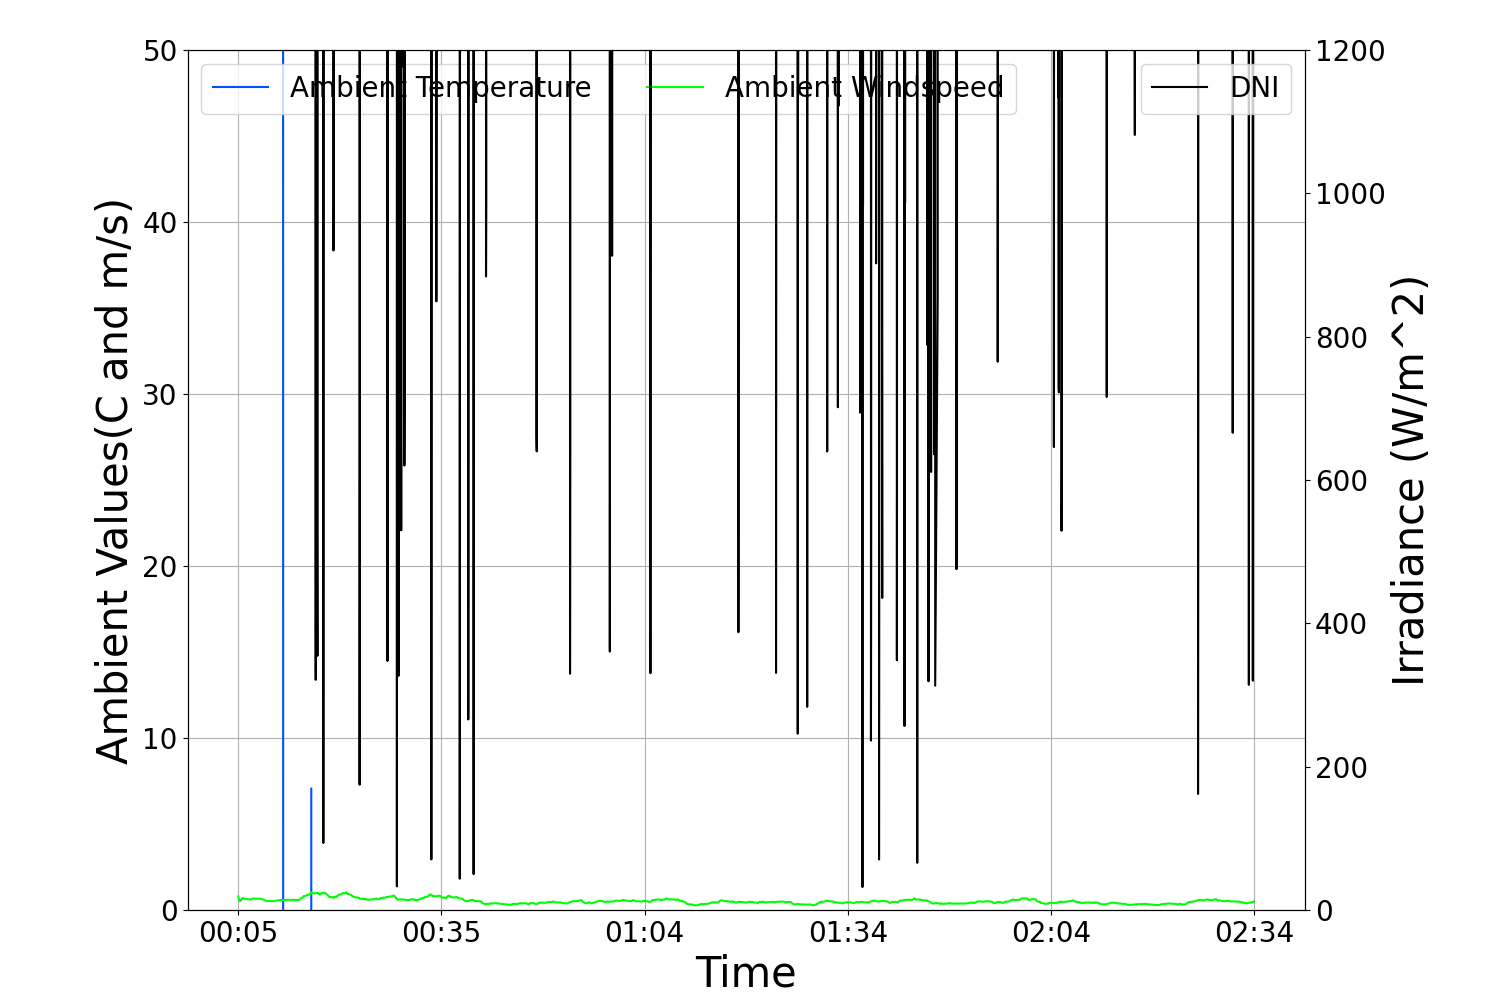 Ambient Temperature Ambient Windspeed DNI
50
40
30
20
10
0
Ambient Values(C and m/s)
1200
1000
800
600
400
200
0
Irradiance (W/m^2)
00:05 00:35 01:04 01:34 02:04 02:34
Time